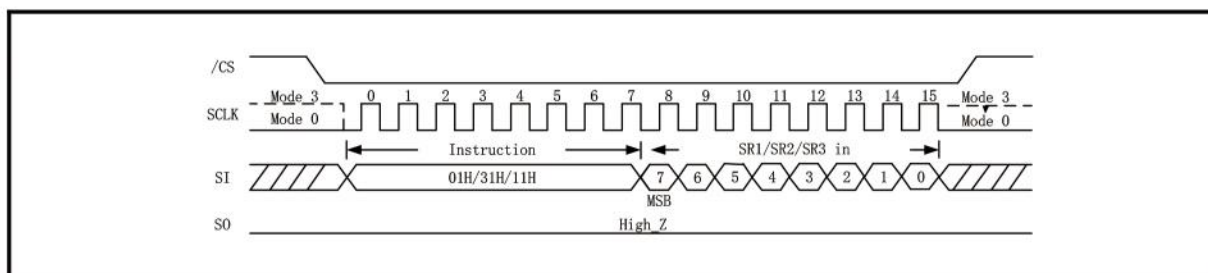 /CS
Mode 3 0 1 2 3 4 5 6 7 8 9 10 11 12 13 14 15 Mode 3
SCLK
Mode 0 Mode 0
Instruction SR1/SR2/SR3 in
SI 01H/31H/11H 7 6 5 4 3 2 1 0
MSB
SO High_Z